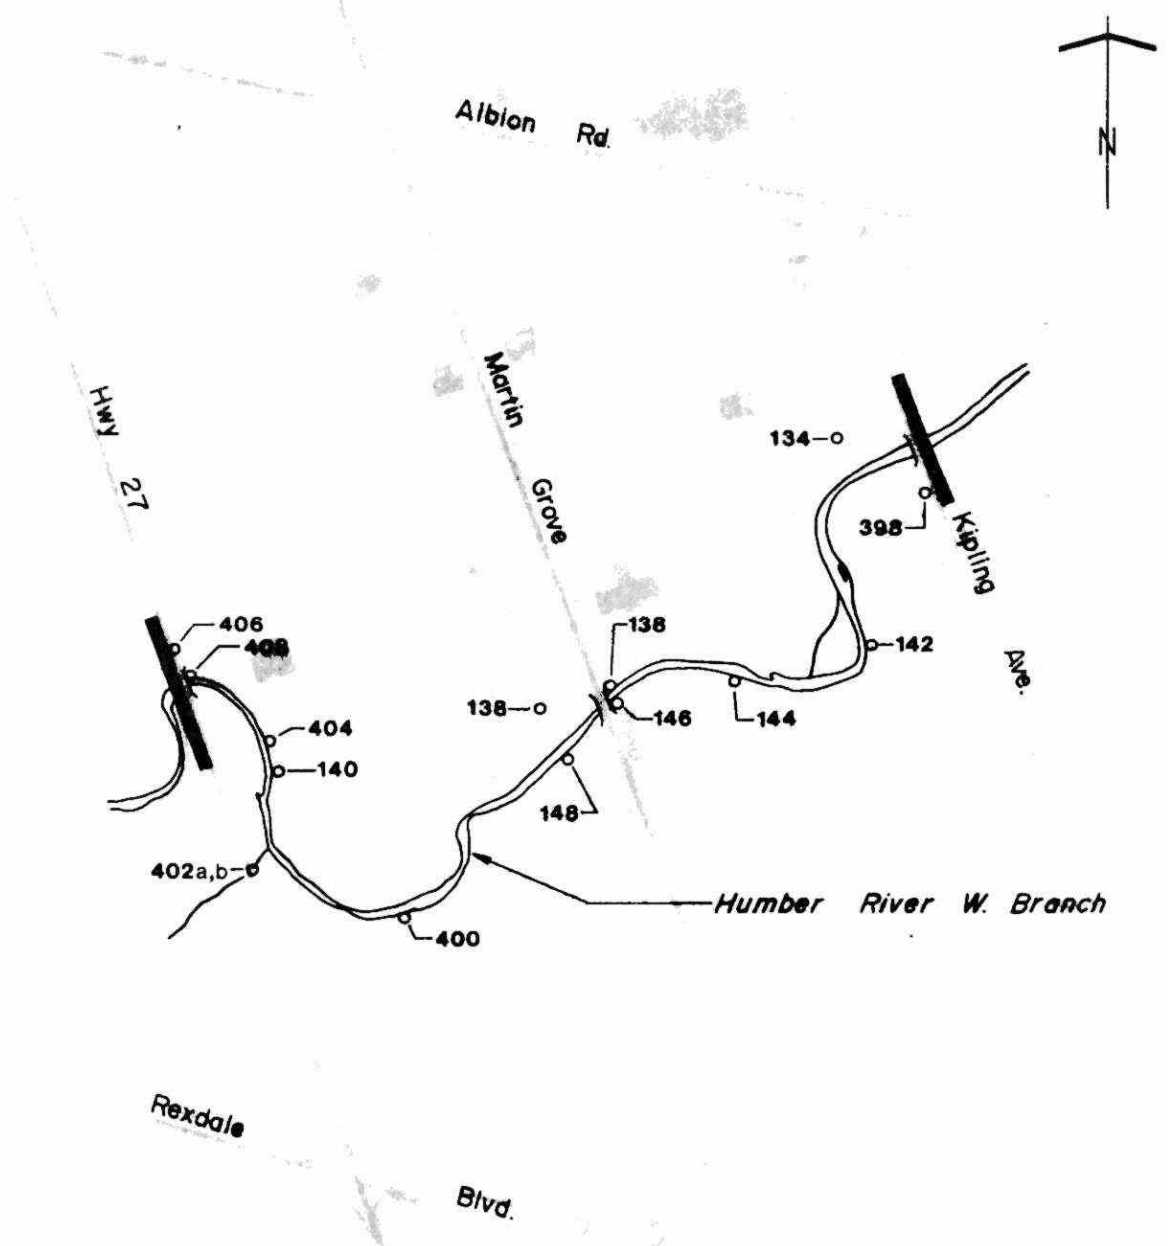 Albion Rd.
N
Martin
Grove
Hwy
27
134
398
Kipling
Ave.
406
408
138
142
138
146
144
404
140
148
402a,b
Humber River W. Branch
400
Rexdale
Blvd.